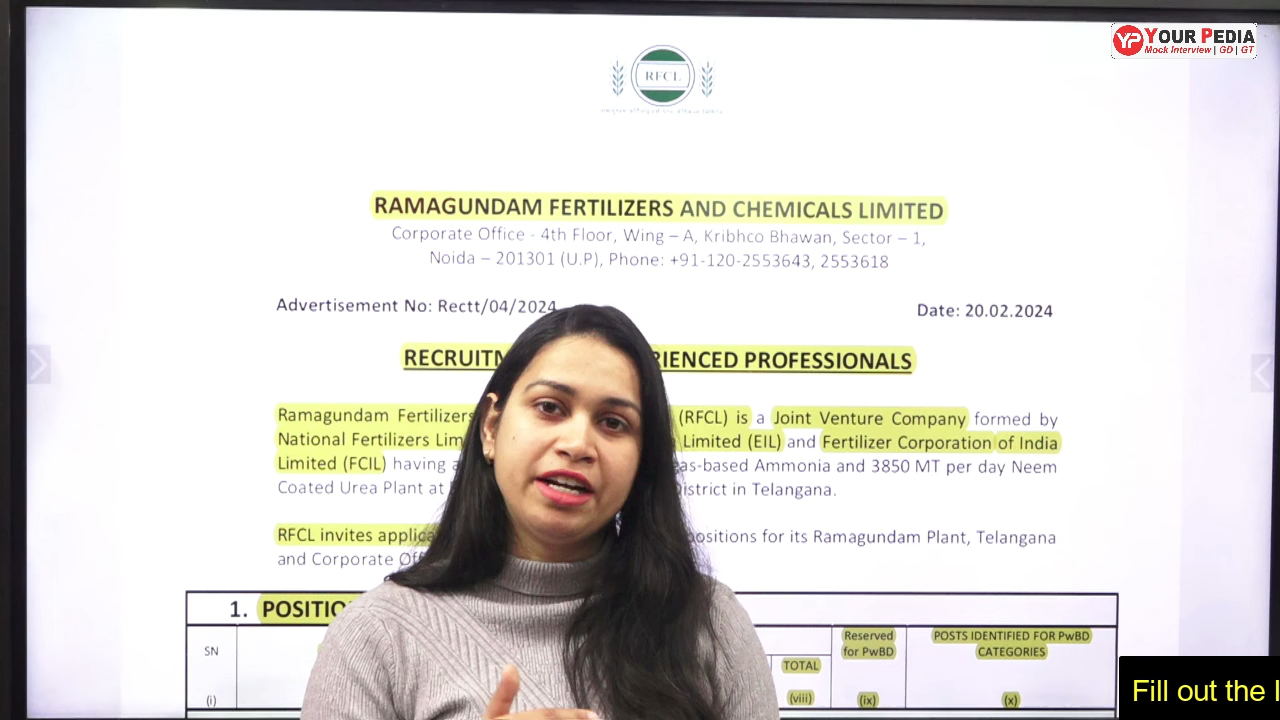 YP YOUR PEDIA
Mock Interview | GD | GT
RFCL
RAMAGUNDAM FERTILIZERS AND CHEMICALS LIMITED
Corporate Office - 4th Floor, Wing – A, Kribhco Bhawan, Sector – 1,
Noida – 201301 (U.P), Phone: +91-120-2553643, 2553618
Advertisement No: Rectt/04/2024 Date: 20.02.2024
RECRUITM RIENCED PROFESSIONALS
Ramagundam Fertilizers (RFCL) is a Joint Venture Company formed by
National Fertilizers Lim Limited (EIL) and Fertilizer Corporation of India
Limited (FCIL) having as-based Ammonia and 3850 MT per day Neem
Coated Urea Plant at istrict in Telangana.
RFCL invites applica ositions for its Ramagundam Plant, Telangana
and Corporate Off
1. POSITIO
SN Reserved for PwBD POSTS IDENTIFIED FOR PwBD CATEGORIES
TOTAL
(i) (viii) (ix) (x)
Fill out the